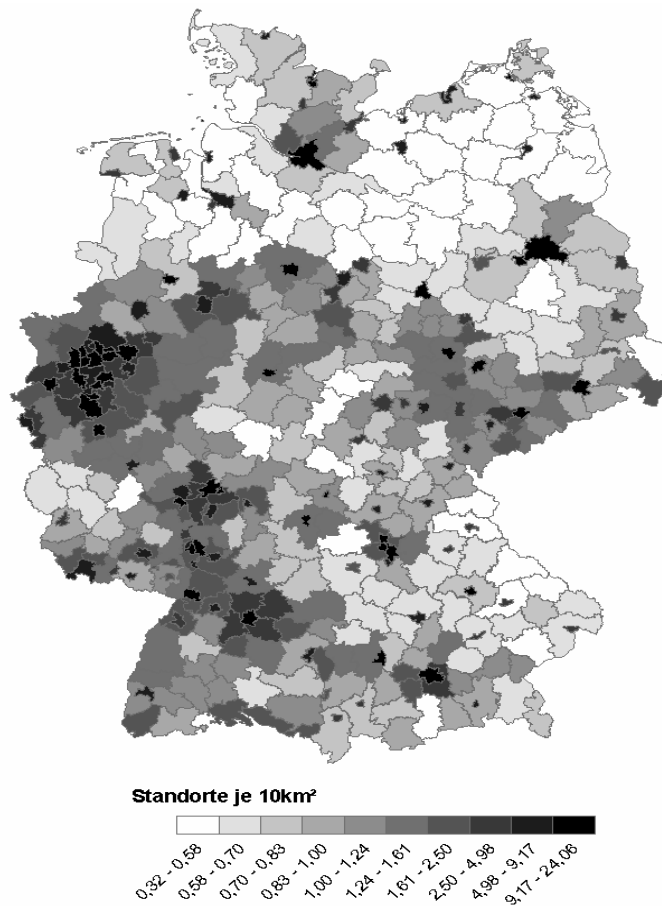 Standorte je 10km²
0,32 - 0,58
0,58 - 0,70
0,70 - 0,83
0,83 - 1,00
1,00 - 1,24
1,24 - 1,61
1,61 - 2,50
2,50 - 4,98
4,98 - 9,17
9,17 - 24,06